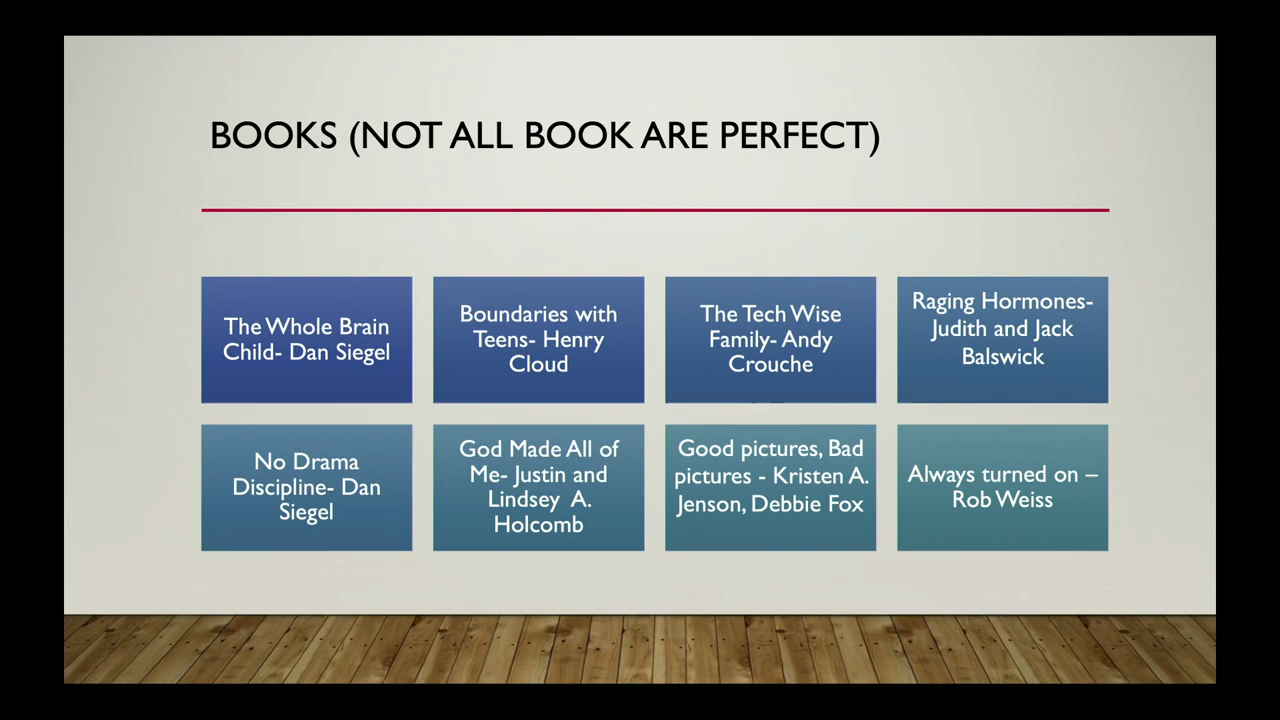 BOOKS (NOT ALL BOOK ARE PERFECT)
The Whole Brain
Child- Dan Siegel
Boundaries with
Teens- Henry
Cloud
The Tech Wise
Family- Andy
Crouche
Raging Hormones-
Judith and Jack
Balswick
No Drama
Discipline- Dan
Siegel
God Made All of
Me- Justin and
Lindsey A.
Holcomb
Good pictures, Bad
pictures - Kristen A.
Jenson, Debbie Fox
Always turned on –
Rob Weiss